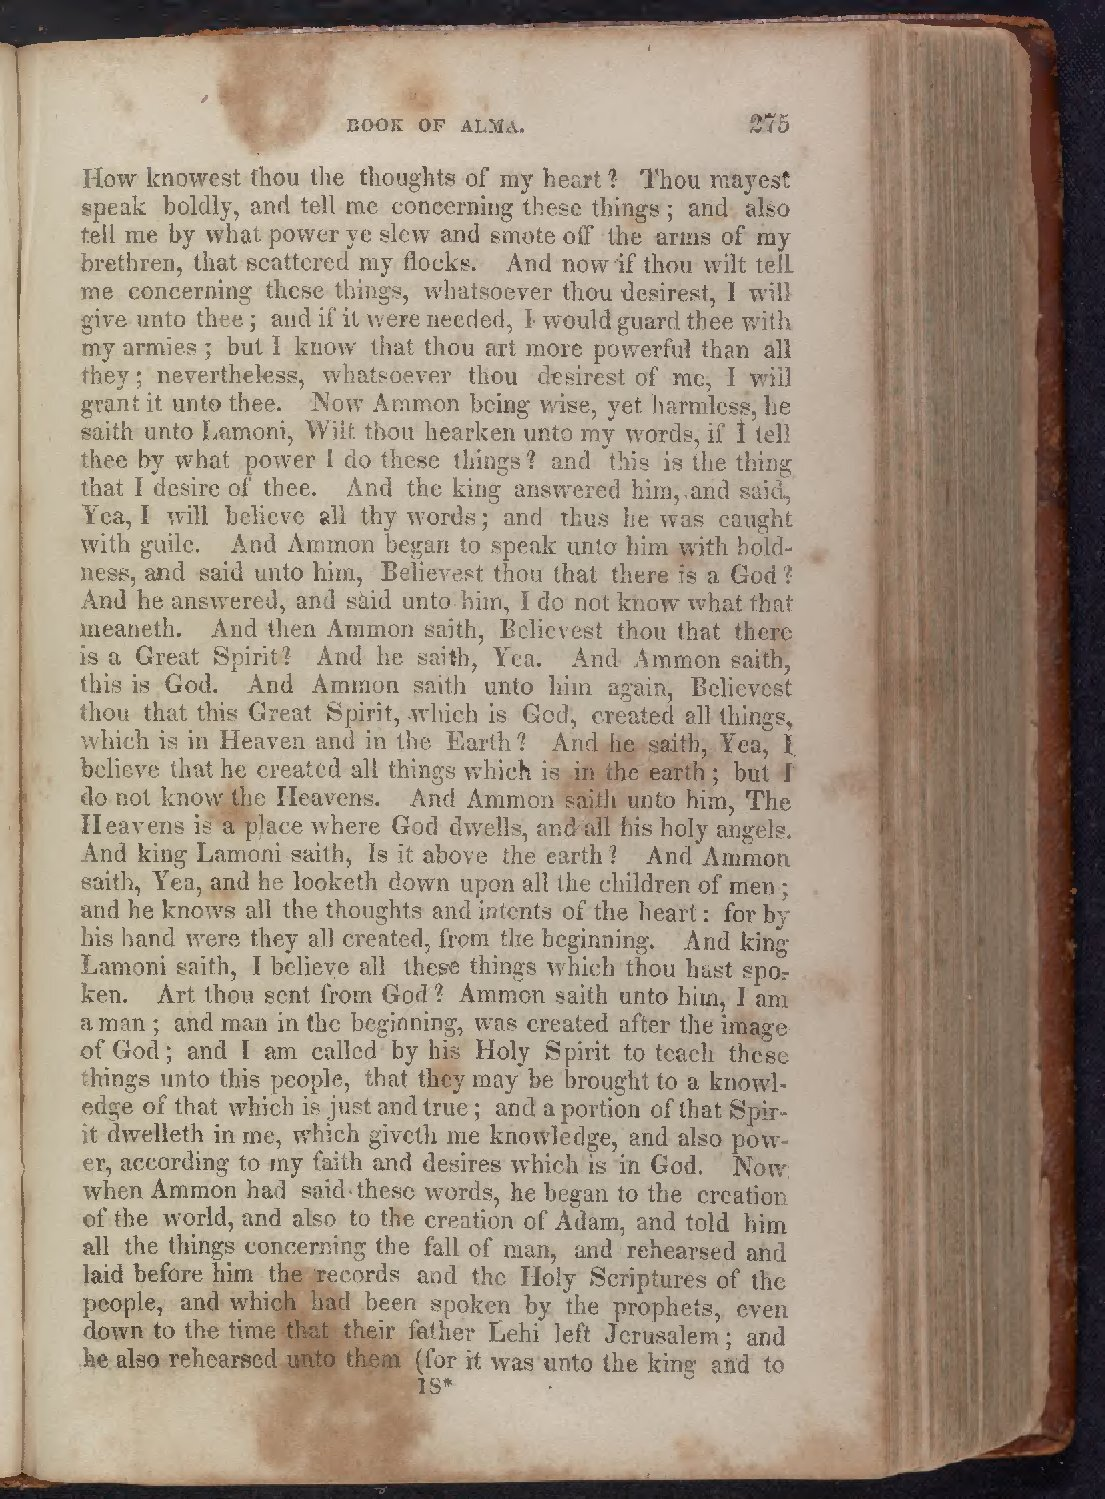 BOOK OF ALMA. 275
How knowest thou the thoughts of my heart? Thou mayest
speak boldly, and tell me concerning these things; and also
tell me by what power ye slew and smote off the arms of my
brethren, that scattered my flocks. And now if thou wilt tell
me concerning these things, whatsoever thou desirest, I will
give unto thee; and if it were needed, I would guard thee with
my armies; but I know that thou art more powerful than all
they; nevertheless, whatsoever thou desirest of me, I will
grant it unto thee. Now Ammon being wise, yet harmless, he
saith unto Lamoni, Wilt thou hearken unto my words, if I tell
thee by what power I do these things? and this is the thing
that I desire of thee. And the king answered him, and said,
Yea, I will believe all thy words; and thus he was caught
with guile. And Ammon began to speak unto him with bold-
ness, and said unto him, Believest thou that there is a God?
And he answered, and said unto him, I do not know what that
meaneth. And then Ammon saith, Believest thou that there
is a Great Spirit? And he saith, Yea. And Ammon saith,
this is God. And Ammon saith unto him again, Believest
thou that this Great Spirit, which is God, created all things,
which is in Heaven and in the Earth? And he saith, Yea, I
believe that he created all things which is in the earth; but I
do not know the Heavens. And Ammon saith unto him, The
Heavens is a place where God dwells, and all his holy angels.
And king Lamoni saith, Is it above the earth? And Ammon
saith, Yea, and he looketh down upon all the children of men;
and he knows all the thoughts and intents of the heart: for by
his hand were they all created, from the beginning. And king
Lamoni saith, I believe all these things which thou hast spo-
ken. Art thou sent from God? Ammon saith unto him, I am
a man; and man in the beginning, was created after the image
of God; and I am called by his Holy Spirit to teach these
things unto this people, that they may be brought to a knowl-
edge of that which is just and true; and a portion of that Spir-
it dwelleth in me, which giveth me knowledge, and also pow-
er, according to my faith and desires which is in God. Now
when Ammon had said these words, he began to the creation
of the world, and also to the creation of Adam, and told him
all the things concerning the fall of man, and rehearsed and
laid before him the records and the Holy Scriptures of the
people, and which had been spoken by the prophets, even
down to the time that their father Lehi left Jerusalem; and
he also rehearsed unto them (for it was unto the king and to
18*